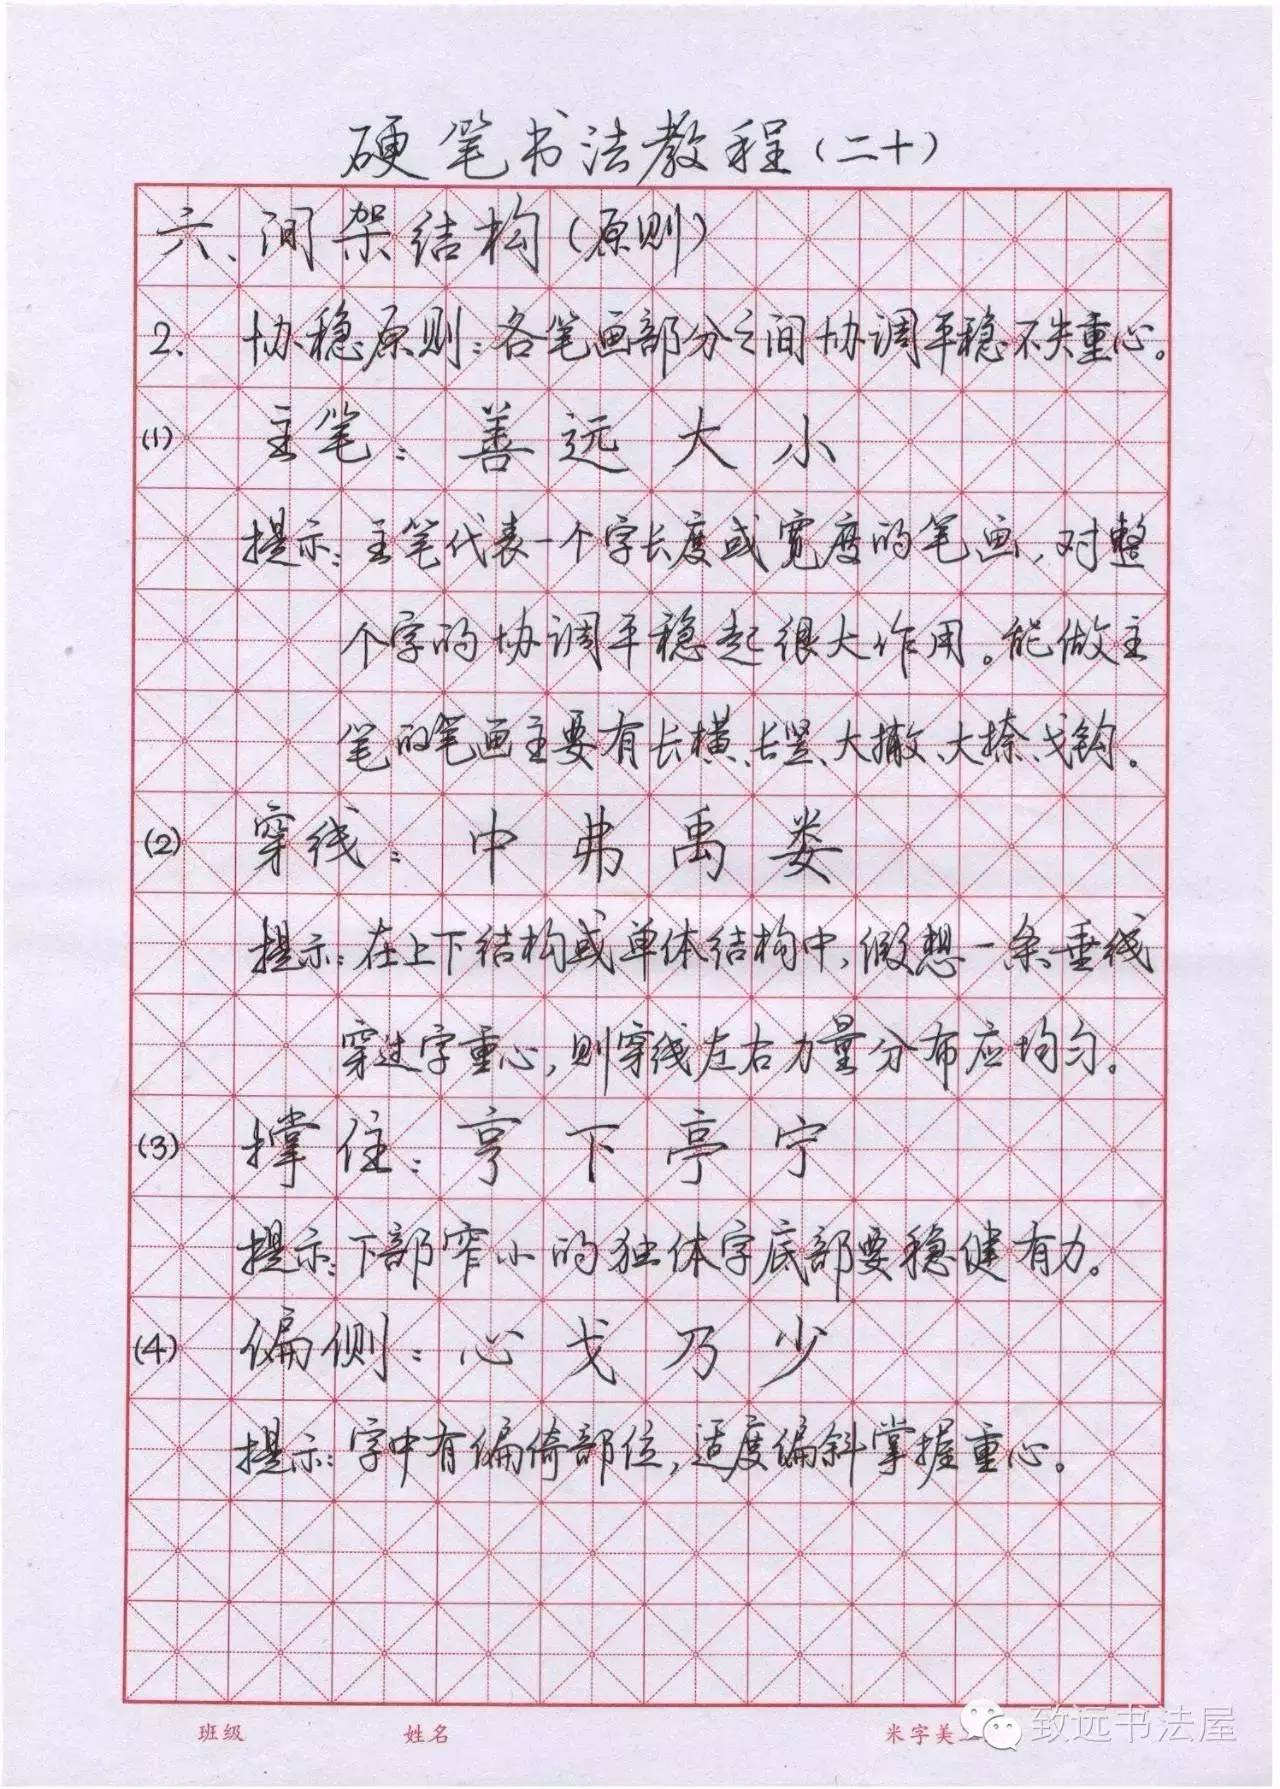 硬笔书法教程(二十)
六、间架结构(原则)
2. 协稳原则:各笔画部分之间协调平稳不失重心。
(1) 主笔:善远大小
提示:主笔代表一个字长度或宽度的笔画,对整
个字的协调平稳起很大作用。能做主
笔的笔画主要有长横、长竖、大撇、大捺、戈钩。
(2) 穿线:中弗禹娄
提示:在上下结构或单体结构中,假想一条垂线
穿过字重心,则穿线左右力量分布应均匀。
(3) 撑住:亨下亭宁
提示:下部窄小的独体字底部要稳健有力。
(4) 偏侧:心戈乃少
提示:字中有偏倚部位,适度偏斜掌握重心。
班级 姓名 米字美
致远书法屋